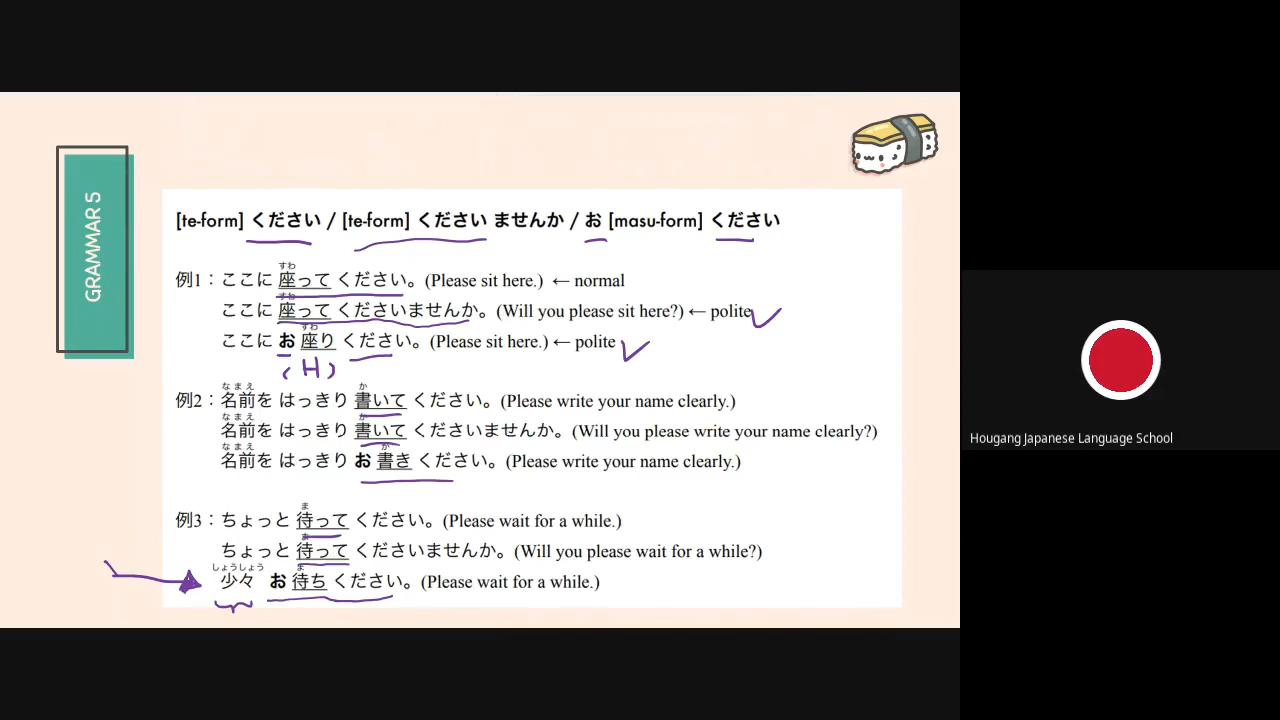 GRAMMAR 5
[te-form] ください / [te-form] ください ませんか / お [masu-form] ください
すわ
例1：ここに 座って ください。(Please sit here.) ← normal
すわ
ここに 座って くださいませんか。(Will you please sit here?) ← polite
すわ
ここに お 座り ください。(Please sit here.) ← polite
(H)
なまえ か
例2：名前を はっきり 書いて ください。(Please write your name clearly.)
なまえ か
名前を はっきり 書いて くださいませんか。(Will you please write your name clearly?)
なまえ か
名前を はっきり お 書き ください。(Please write your name clearly.)
ま
例3：ちょっと 待って ください。(Please wait for a while.)
ま
ちょっと 待って くださいませんか。(Will you please wait for a while?)
しょうしょう ま
少々 お 待ち ください。(Please wait for a while.)
Hougang Japanese Language School